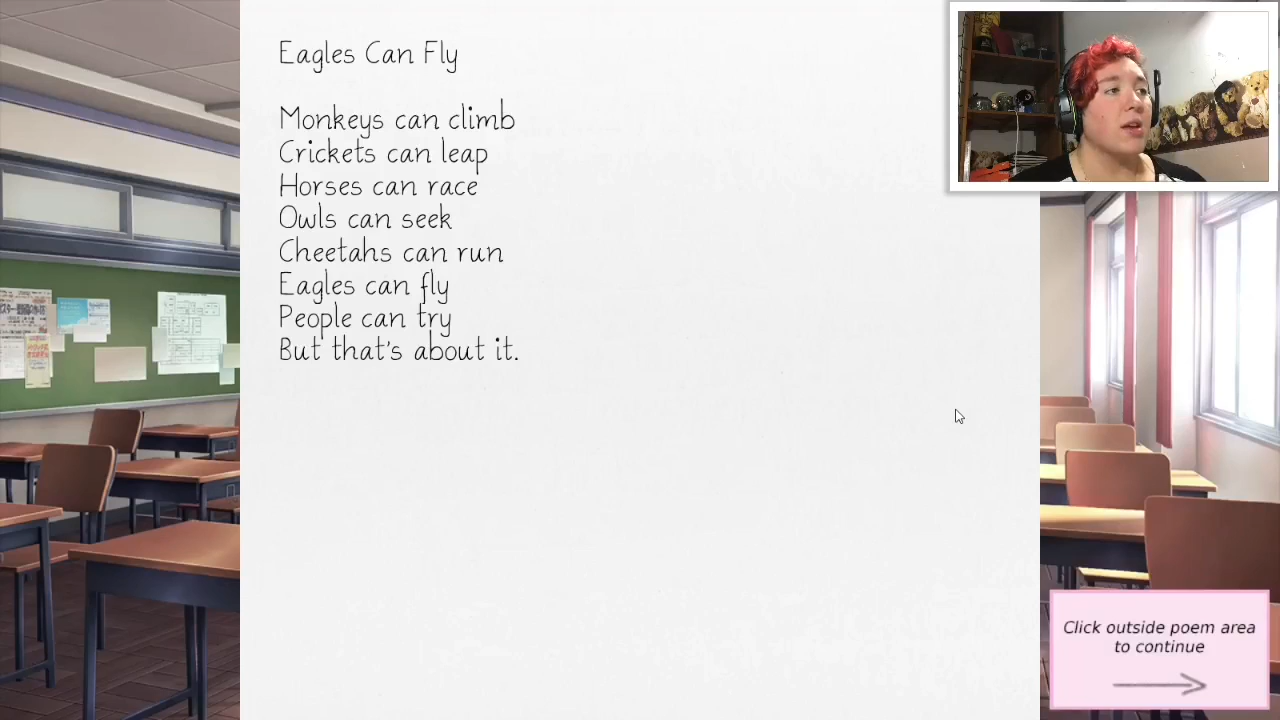 Eagles Can Fly
Monkeys can climb
Crickets can leap
Horses can race
Owls can seek
Cheetahs can run
Eagles can fly
People can try
But that's about it.
Click outside poem area
to continue